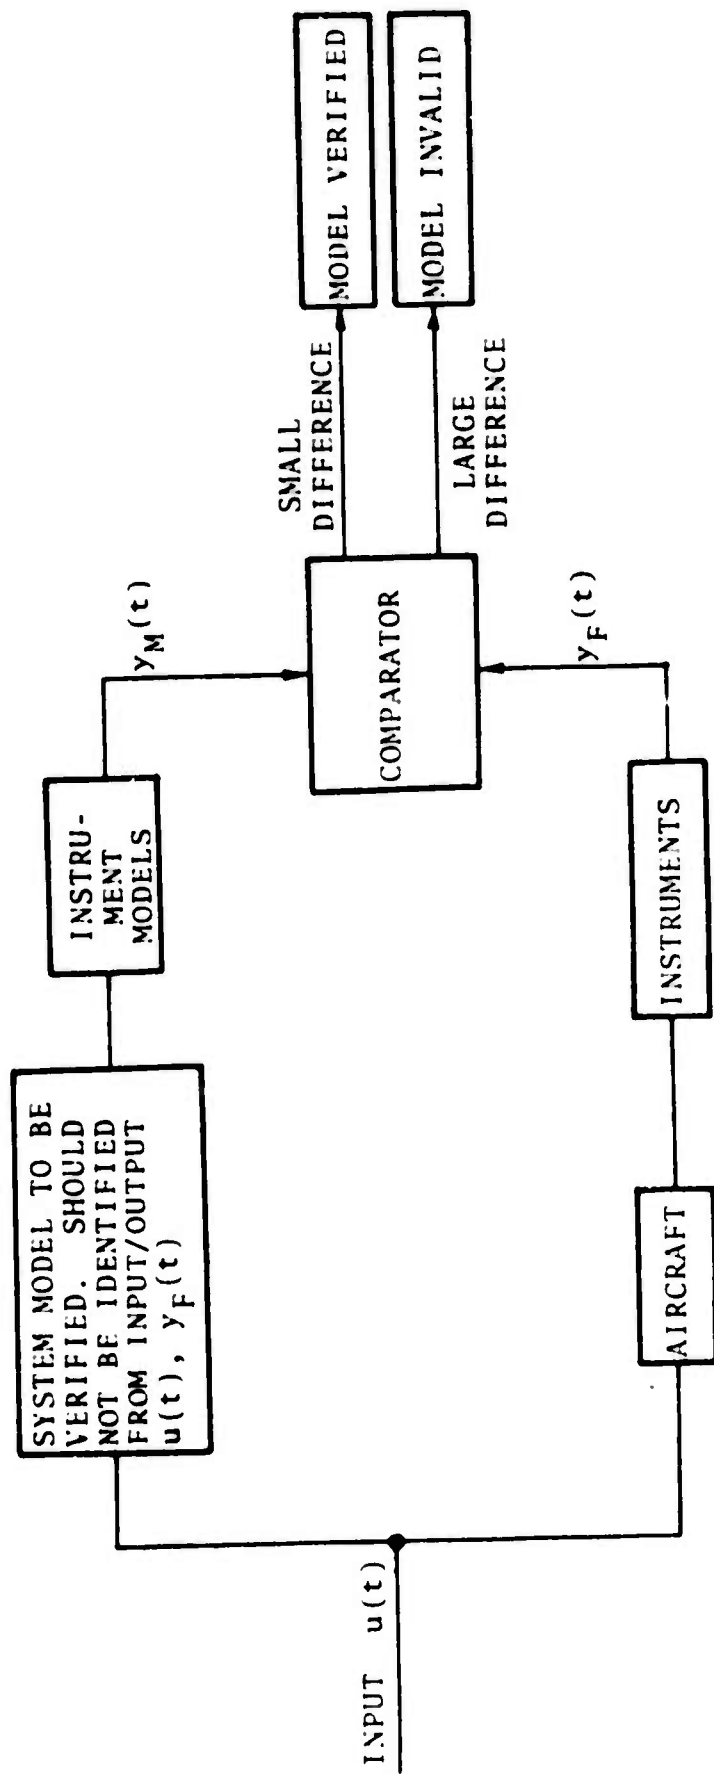 INPUT u(t)
SYSTEM MODEL TO BE
VERIFIED. SHOULD
NOT BE IDENTIFIED
FROM INPUT/OUTPUT
u(t), y_F(t)
INSTRU-
MENT
MODELS
y_M(t)
AIRCRAFT
INSTRUMENTS
y_F(t)
COMPARATOR
SMALL
DIFFERENCE
LARGE
DIFFERENCE
MODEL VERIFIED
MODEL INVALID